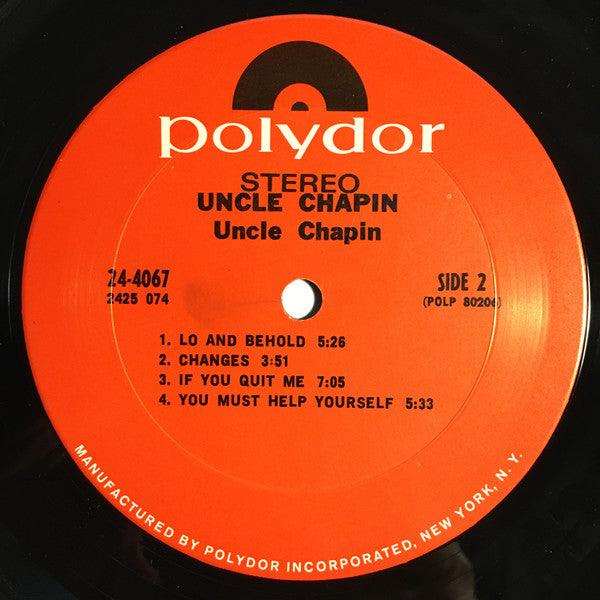 polydor
STEREO
UNCLE CHAPIN
Uncle Chapin
24-4067
2425 074
SIDE 2
(POLP 80206)
1. LO AND BEHOLD 5:26
2. CHANGES 3:51
3. IF YOU QUIT ME 7:05
4. YOU MUST HELP YOURSELF 5:33
MANUFACTURED BY POLYDOR INCORPORATED, NEW YORK, N. Y.